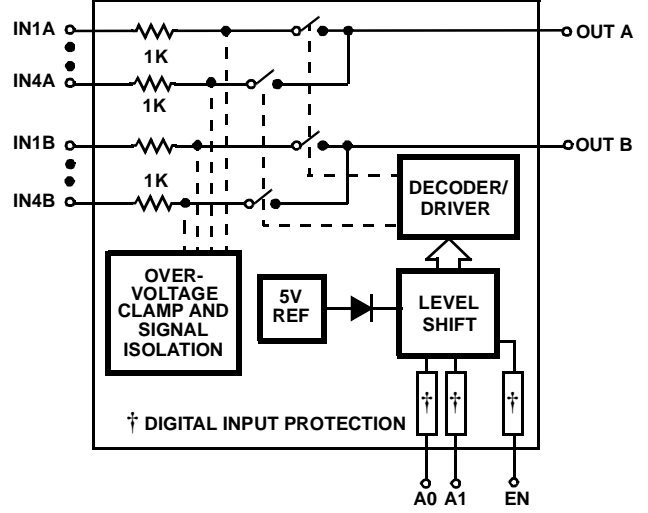 IN1A
1K
OUT A
IN4A
1K
IN1B
OUT B
1K
IN4B
DECODER/
DRIVER
OVER-
VOLTAGE
CLAMP AND
SIGNAL
ISOLATION
5V
REF
LEVEL
SHIFT
† † †
† DIGITAL INPUT PROTECTION
A0 A1 EN